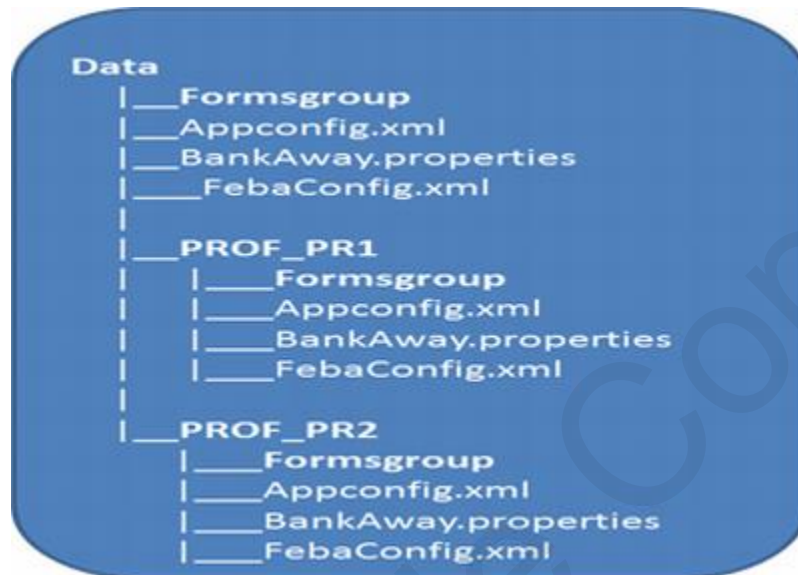 Data
|__Formsgroup
|__Appconfig.xml
|__BankAway.properties
|____FebaConfig.xml
|
|__PROF_PR1
| |____Formsgroup
| |____Appconfig.xml
| |____BankAway.properties
| |____FebaConfig.xml
|
|__PROF_PR2
|____Formsgroup
|____Appconfig.xml
|____BankAway.properties
|____FebaConfig.xml